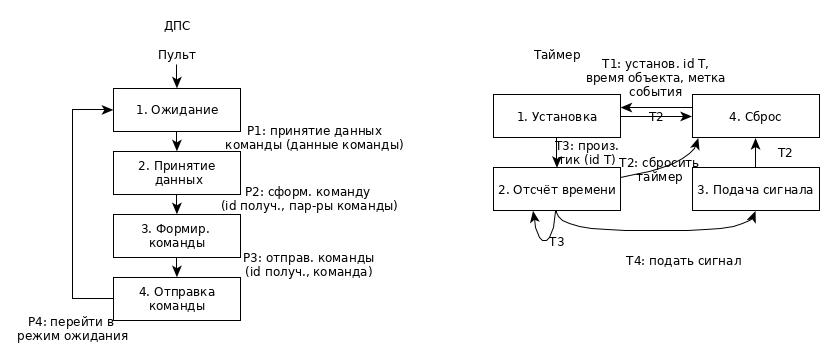 ДПС
Пульт
1. Ожидание
P1: принятие данных
команды (данные команды)
2. Принятие
данных
P2: сформ. команду
(id получ., пар-ры команды)
3. Формир.
команды
P3: отправ. команды
(id получ., команда)
4. Отправка
команды
P4: перейти в
режим ожидания
Таймер
T1: установ. id T,
время объекта, метка
события
1. Установка
T2
4. Сброс
T3: произ.
тик (id T)
T2: сбросить
таймер
T2
2. Отсчёт времени
3. Подача сигнала
T3
T4: подать сигнал